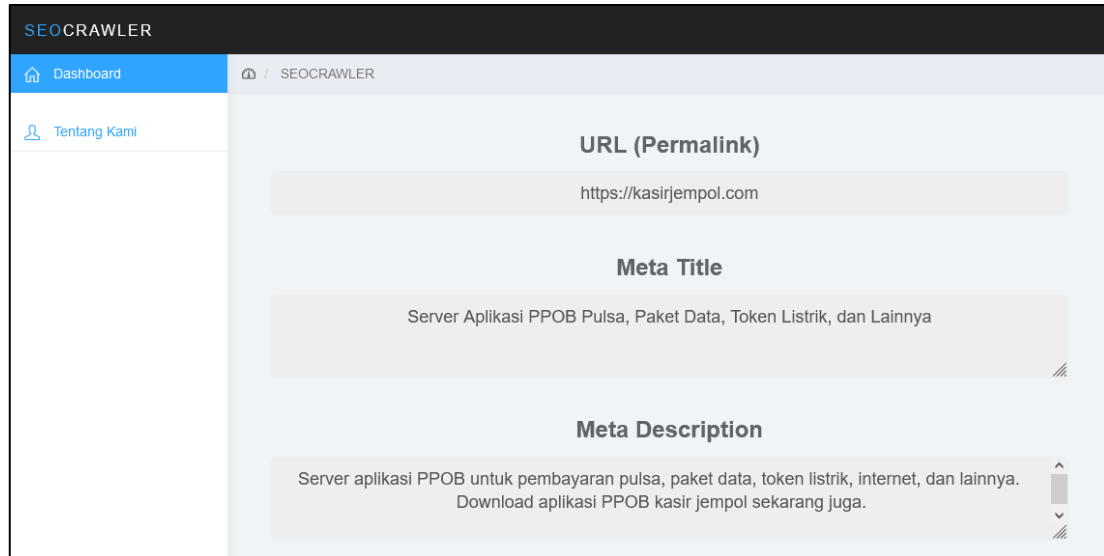 SEOCRAWLER
Dashboard
/ SEOCRAWLER
Tentang Kami
URL (Permalink)
https://kasirjempol.com
Meta Title
Server Aplikasi PPOB Pulsa, Paket Data, Token Listrik, dan Lainnya
Meta Description
Server aplikasi PPOB untuk pembayaran pulsa, paket data, token listrik, internet, dan lainnya.
Download aplikasi PPOB kasir jempol sekarang juga.